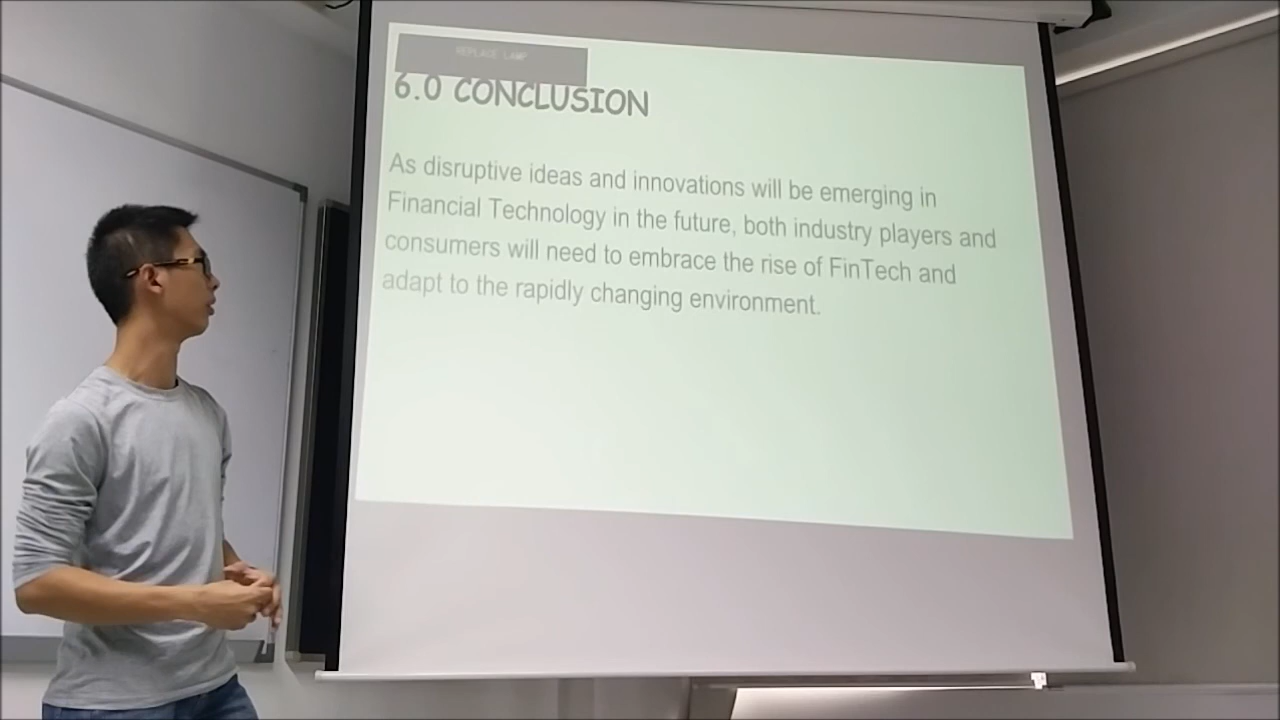 REPLACE LAMP
6.0 CONCLUSION
As disruptive ideas and innovations will be emerging in
Financial Technology in the future, both industry players and
consumers will need to embrace the rise of FinTech and
adapt to the rapidly changing environment.